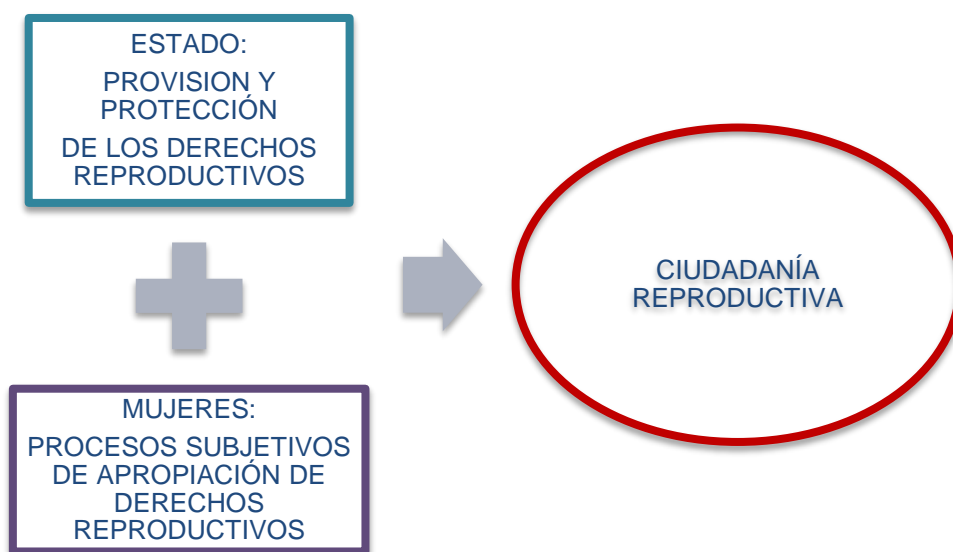 ESTADO:
PROVISION Y
PROTECCIÓN
DE LOS DERECHOS
REPRODUCTIVOS
MUJERES:
PROCESOS SUBJETIVOS
DE APROPIACIÓN DE
DERECHOS
REPRODUCTIVOS
CIUDADANÍA
REPRODUCTIVA